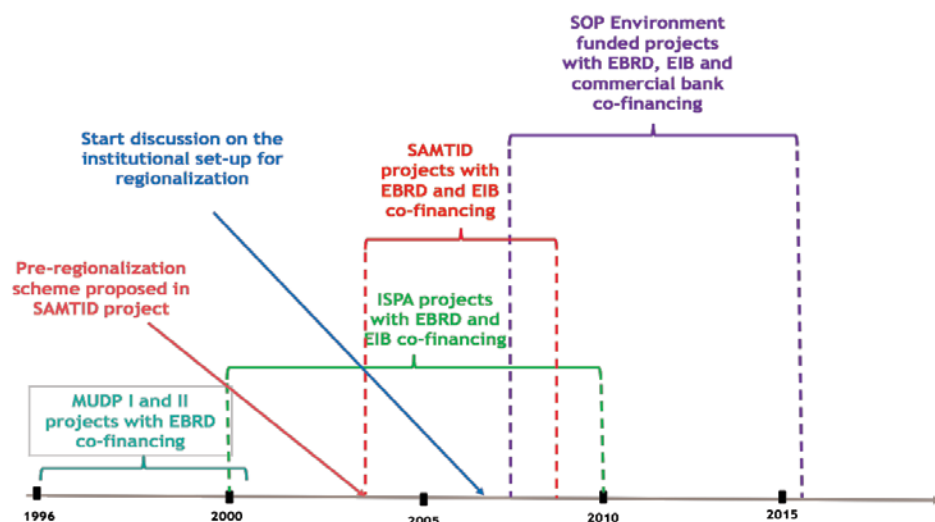 SOP Environment
funded projects
with EBRD, EIB and
commercial bank
co-financing
Start discussion on the
institutional set-up for
regionalization
SAMTID
projects with
EBRD and EIB
co-financing
Pre-regionalization
scheme proposed in
SAMTID project
ISPA projects
with EBRD and
EIB co-financing
MUDP I and II
projects with EBRD
co-financing
1996
2000
2005
2010
2015